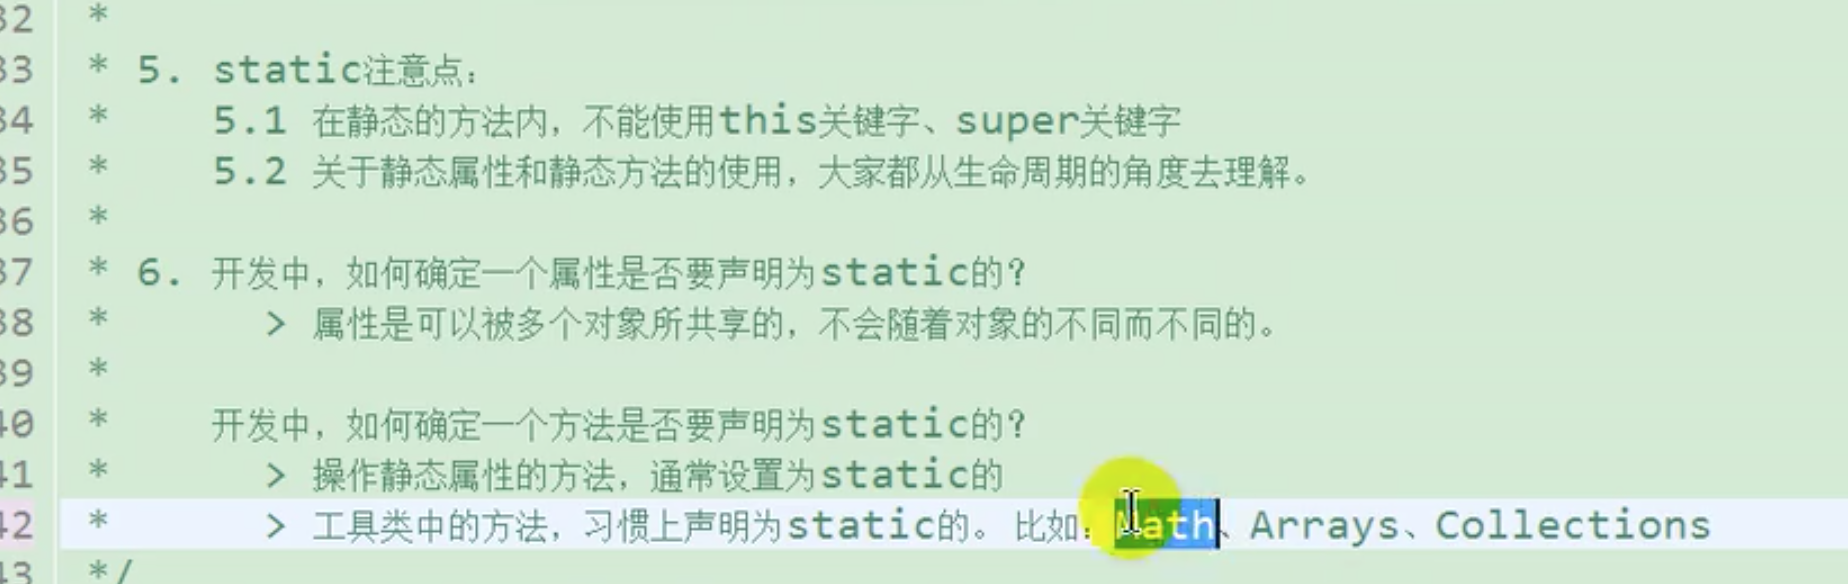 32 *
33 * 5. static注意点：
34 * 5.1 在静态的方法内，不能使用this关键字、super关键字
35 * 5.2 关于静态属性和静态方法的使用，大家都从生命周期的角度去理解。
36 *
37 * 6. 开发中，如何确定一个属性是否要声明为static的？
38 * > 属性是可以被多个对象所共享的，不会随着对象的不同而不同的。
39 *
40 * 开发中，如何确定一个方法是否要声明为static的？
41 * > 操作静态属性的方法，通常设置为static的
42 * > 工具类中的方法，习惯上声明为static的。 比如：Math、Arrays、Collections
43 */